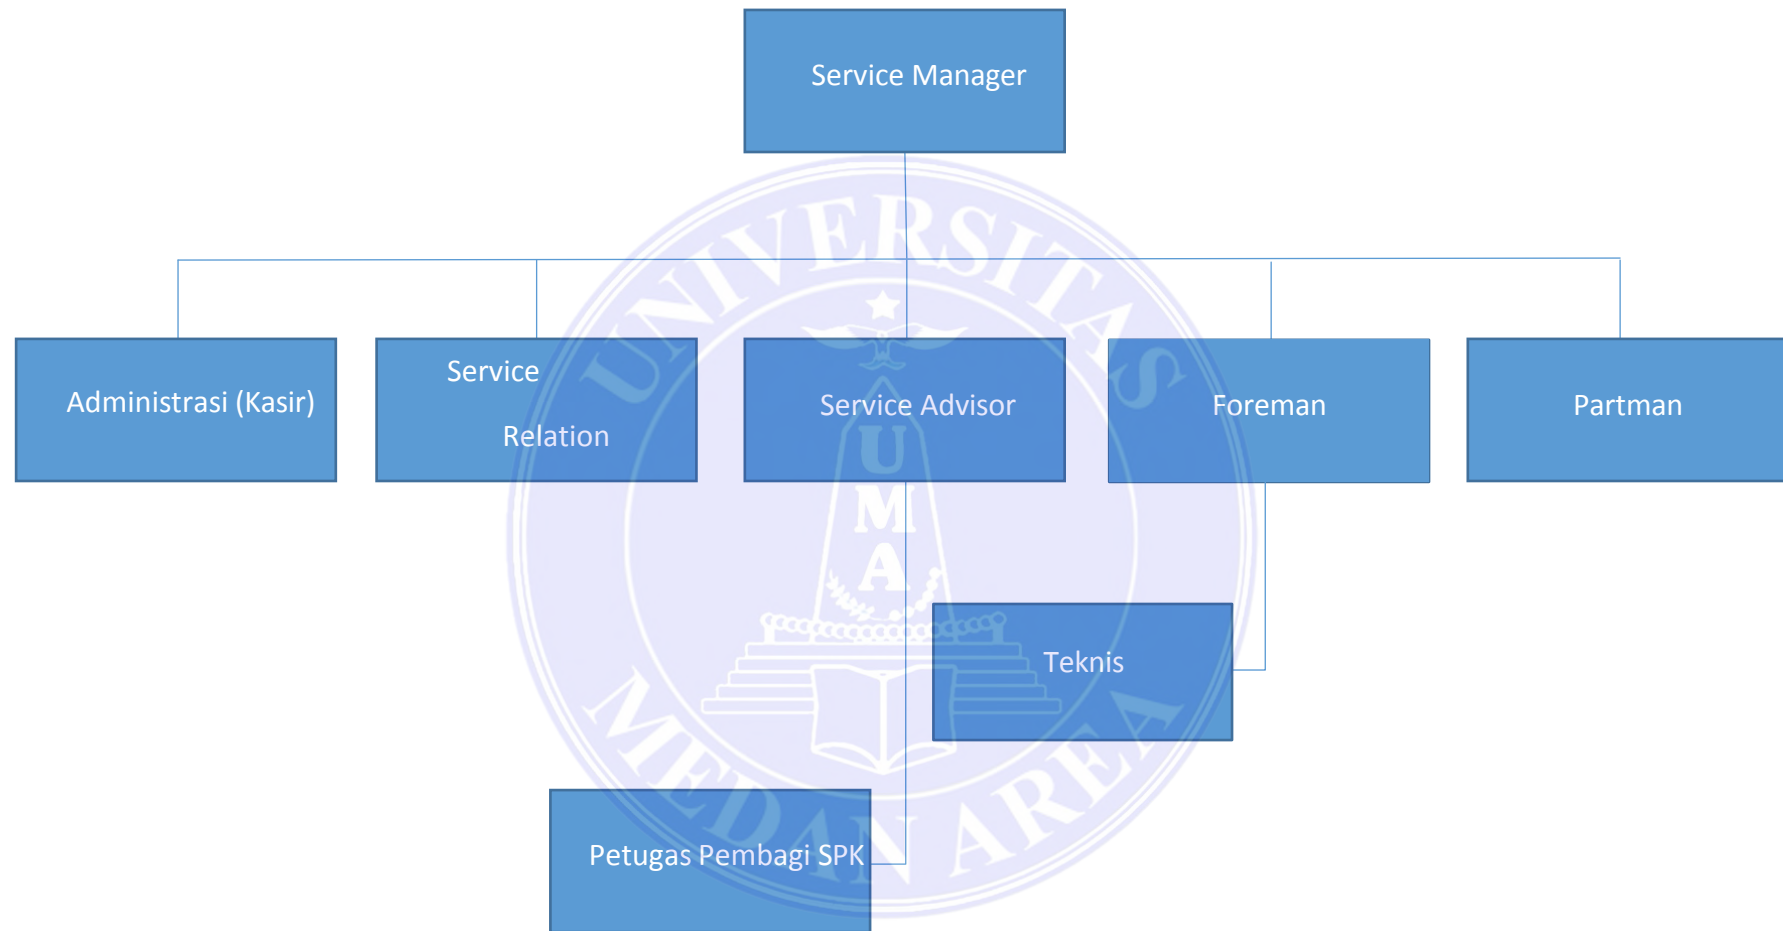 Service Manager
Administrasi (Kasir)
Service
Relation
Service Advisor
Foreman
Partman
Teknis
Petugas Pembagi SPK
UNIVERSITAS
MEDAN AREA
U
M
A